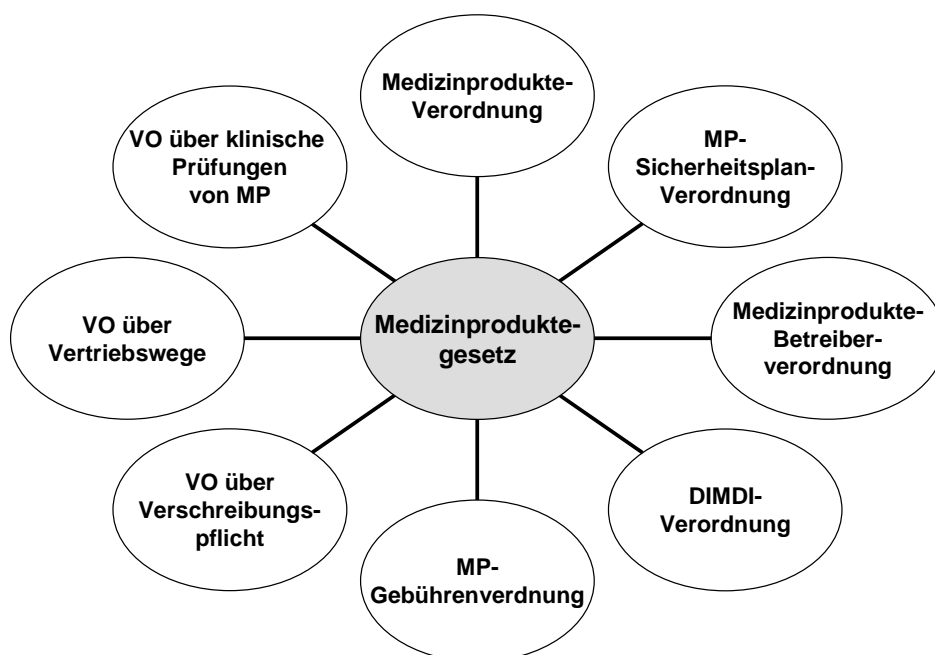 Medizinprodukte-
Verordnung
VO über klinische
Prüfungen
von MP
MP-
Sicherheitsplan-
Verordnung
VO über
Vertriebswege
Medizinprodukte-
gesetz
Medizinprodukte-
Betreiber-
verordnung
VO über
Verschreibungs-
pflicht
DIMDI-
Verordnung
MP-
Gebührenverdnung